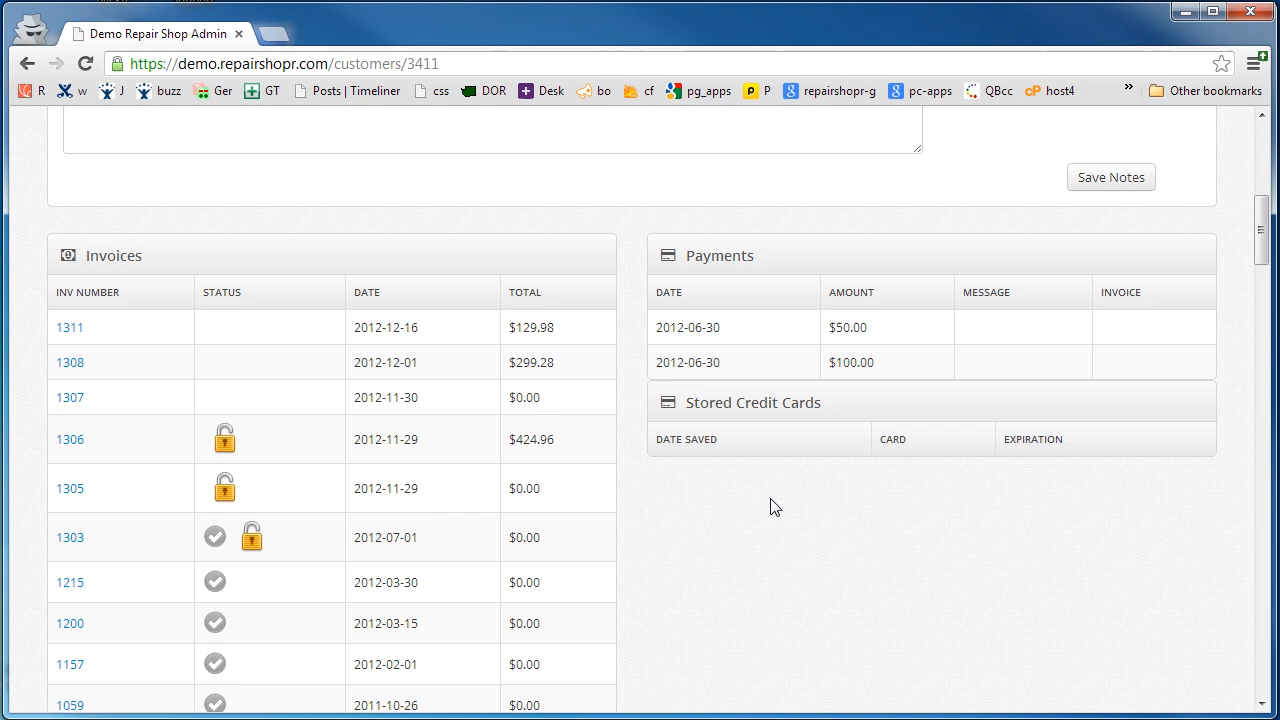 Demo Repair Shop Admin
https://demo.repairshopr.com/customers/3411
R w J buzz Ger GT Posts | Timeliner css DOR Desk bo cf pg_apps P repairshopr-g pc-apps QBcc cP host4 » Other bookmarks
Save Notes
Invoices
INV NUMBER STATUS DATE TOTAL
1311 2012-12-16 $129.98
1308 2012-12-01 $299.28
1307 2012-11-30 $0.00
1306 2012-11-29 $424.96
1305 2012-11-29 $0.00
1303 2012-07-01 $0.00
1215 2012-03-30 $0.00
1200 2012-03-15 $0.00
1157 2012-02-01 $0.00
1059 2011-10-26 $0.00
Payments
DATE AMOUNT MESSAGE INVOICE
2012-06-30 $50.00
2012-06-30 $100.00
Stored Credit Cards
DATE SAVED CARD EXPIRATION